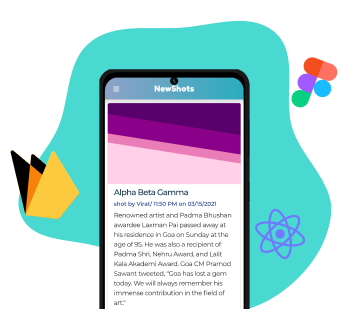 NewShots
Alpha Beta Gamma
shot by Virat/ 11:50 PM on 03/15/2021
Renowned artist and Padma Bhushan
awardee Laxman Pai passed away at
his residence in Goa on Sunday at the
age of 95. He was also a recipient of
Padma Shri, Nehru Award, and Lalit
Kala Akademi Award. Goa CM Pramod
Sawant tweeted, "Goa has lost a gem
today. We will always remember his
immense contribution in the field of
art."